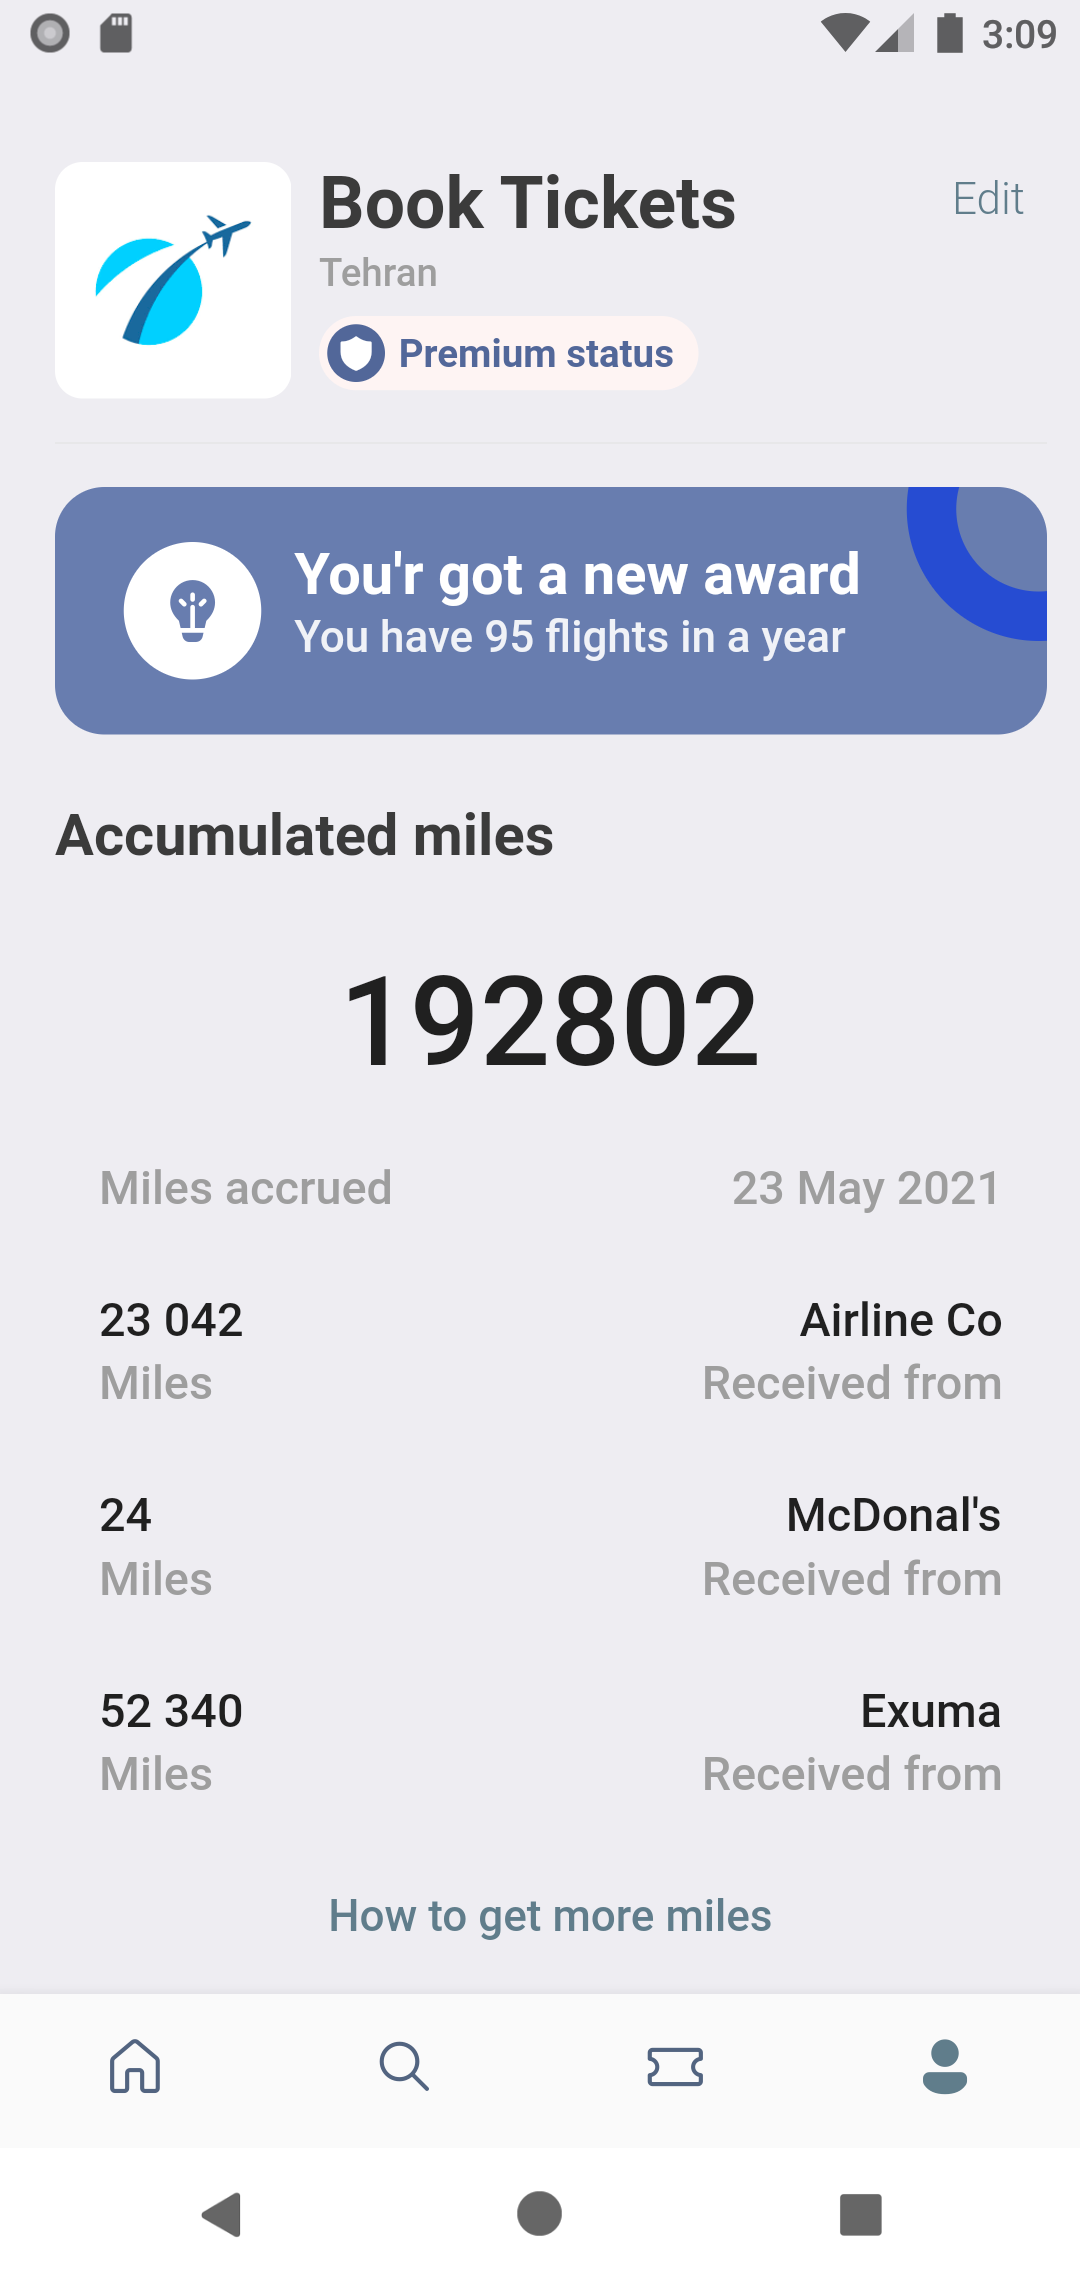 3:09
Book Tickets
Edit
Tehran
Premium status
You'r got a new award
You have 95 flights in a year
Accumulated miles
192802
Miles accrued
23 May 2021
23 042
Airline Co
Miles
Received from
24
McDonal's
Miles
Received from
52 340
Exuma
Miles
Received from
How to get more miles